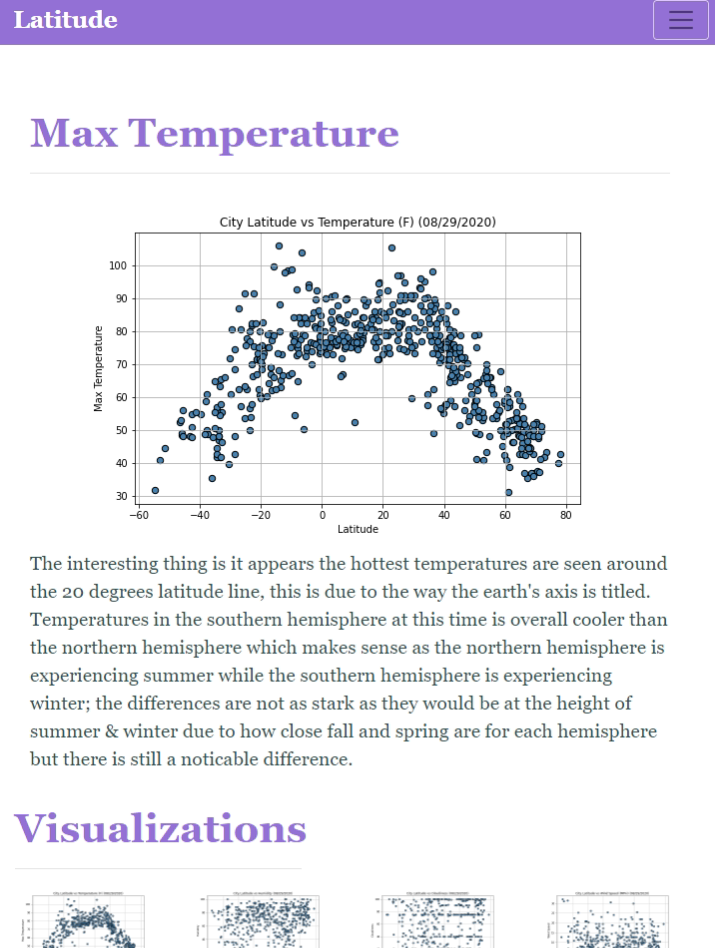 Latitude
Max Temperature
City Latitude vs Temperature (F) (08/29/2020)
Max Temperature
100
90
80
70
60
50
40
30
−60 −40 −20 0 20 40 60 80
Latitude
The interesting thing is it appears the hottest temperatures are seen around
the 20 degrees latitude line, this is due to the way the earth's axis is titled.
Temperatures in the southern hemisphere at this time is overall cooler than
the northern hemisphere which makes sense as the northern hemisphere is
experiencing summer while the southern hemisphere is experiencing
winter; the differences are not as stark as they would be at the height of
summer & winter due to how close fall and spring are for each hemisphere
but there is still a noticable difference.
Visualizations